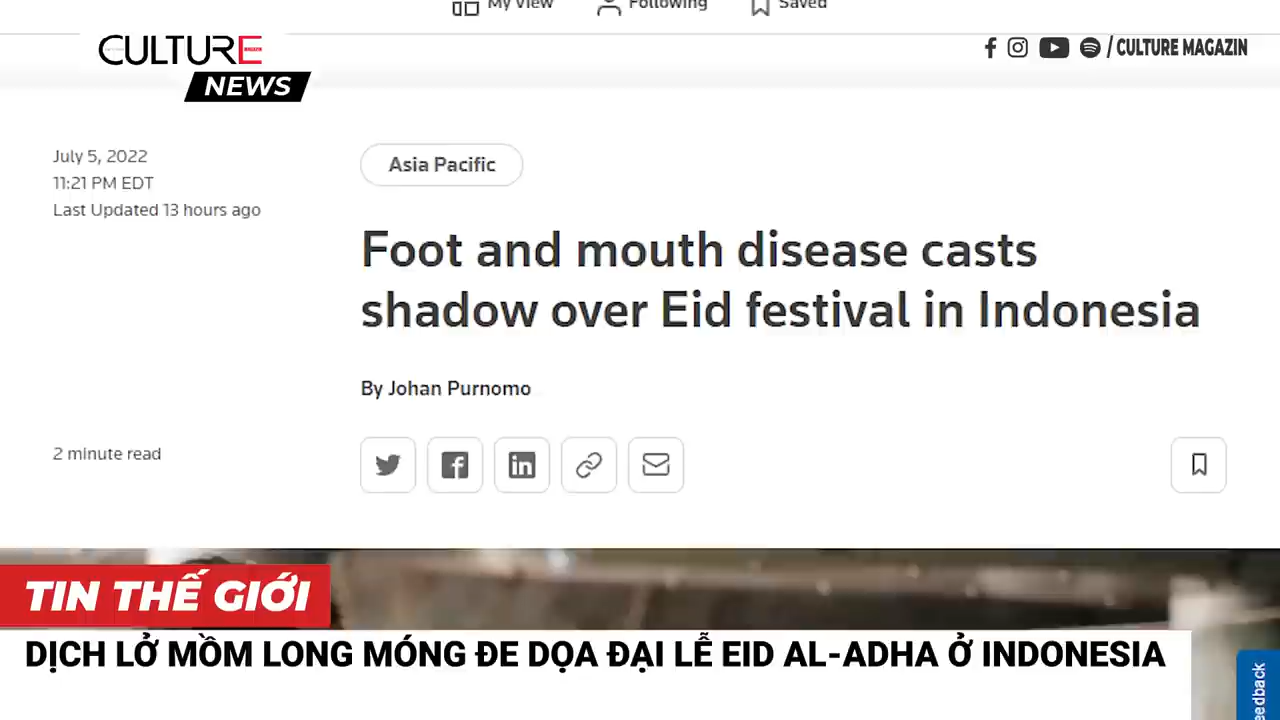 My View
Following
Saved
CULTURE
NEWS
/ CULTURE MAGAZIN
July 5, 2022
11:21 PM EDT
Last Updated 13 hours ago
Asia Pacific
Foot and mouth disease casts
shadow over Eid festival in Indonesia
By Johan Purnomo
2 minute read
TIN THẾ GIỚI
DỊCH LỞ MỒM LONG MÓNG ĐE DỌA ĐẠI LỄ EID AL-ADHA Ở INDONESIA